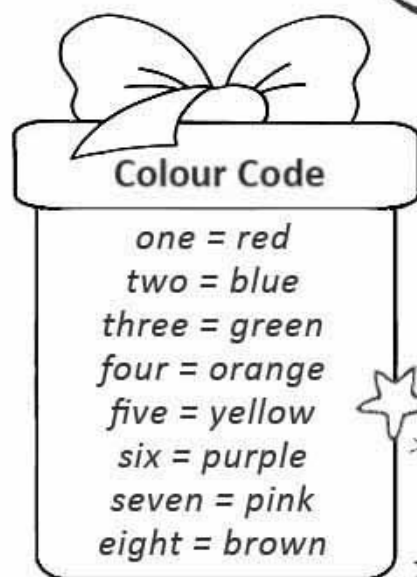 Colour Code
one = red
two = blue
three = green
four = orange
five = yellow
six = purple
seven = pink
eight = brown